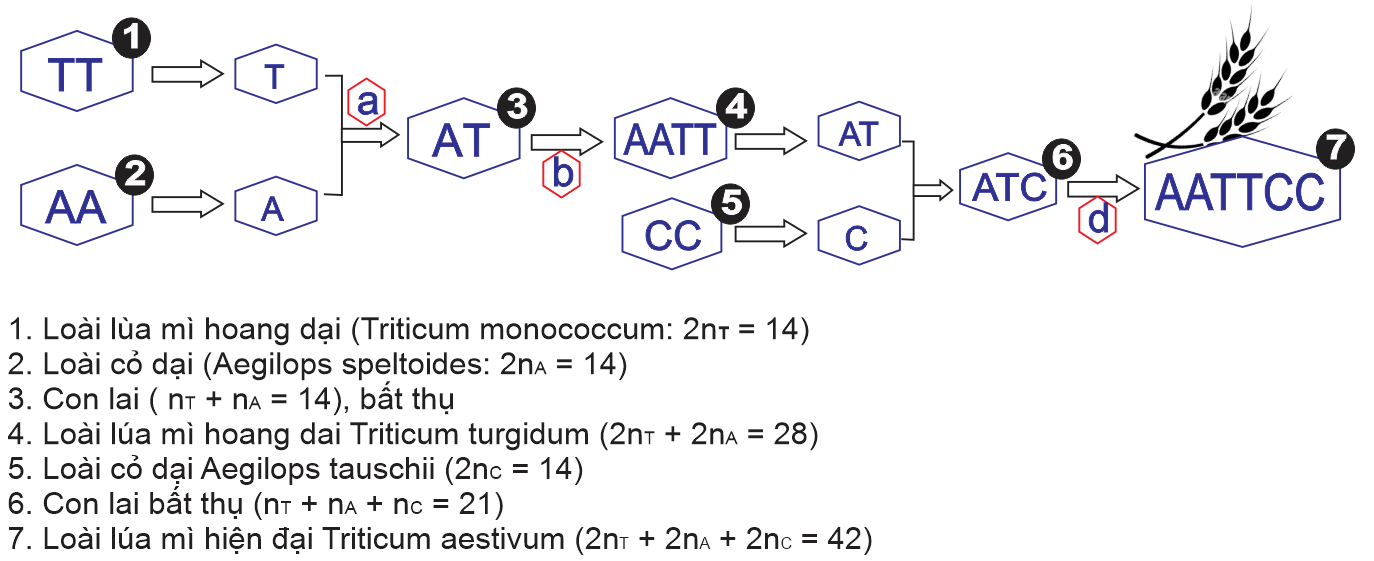 TT 1
T
a
AA 2
A
AT 3
b
AATT 4
AT
CC 5
C
ATC 6
d
AATTCC 7
1. Loài lùa mì hoang dại (Triticum monococcum: 2nT = 14)
2. Loài cỏ dại (Aegilops speltoides: 2nA = 14)
3. Con lai ( nT + nA = 14), bất thụ
4. Loài lúa mì hoang dai Triticum turgidum (2nT + 2nA = 28)
5. Loài cỏ dại Aegilops tauschii (2nC = 14)
6. Con lai bất thụ (nT + nA + nC = 21)
7. Loài lúa mì hiện đại Triticum aestivum (2nT + 2nA + 2nC = 42)